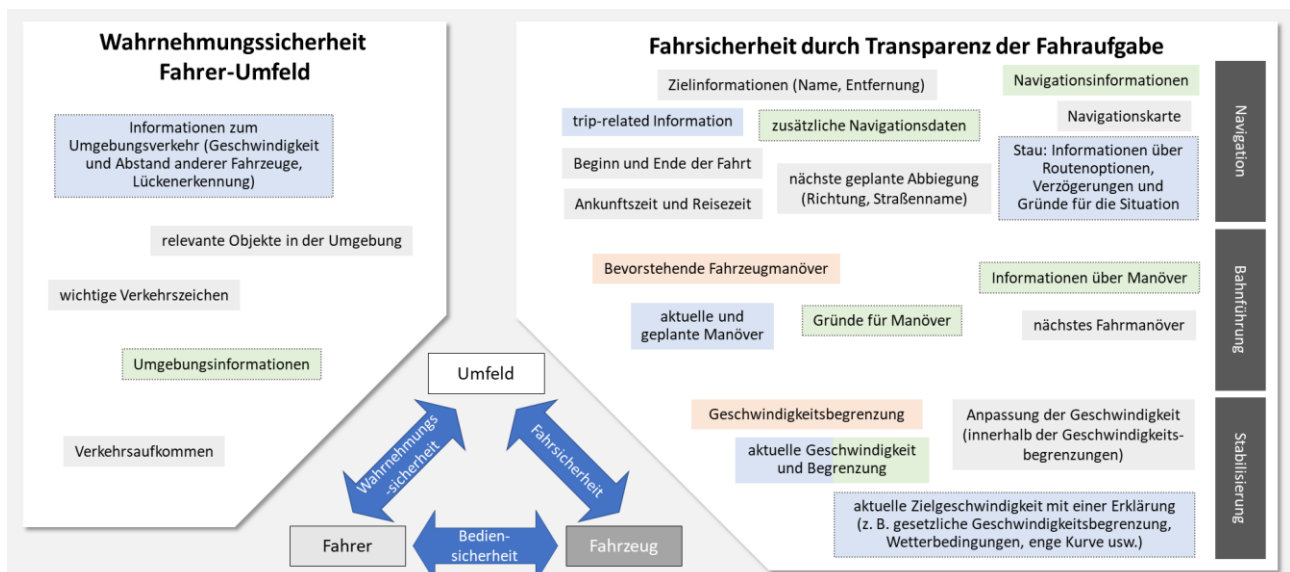 Wahrnehmungssicherheit
Fahrer-Umfeld
Informationen zum
Umgebungsverkehr (Geschwindigkeit
und Abstand anderer Fahrzeuge,
Lückenerkennung)
relevante Objekte in der Umgebung
wichtige Verkehrszeichen
Umgebungsinformationen
Verkehrsaufkommen
Fahrsicherheit durch Transparenz der Fahraufgabe
Zielinformationen (Name, Entfernung)
Navigationsinformationen
trip-related Information
zusätzliche Navigationsdaten
Navigationskarte
Beginn und Ende der Fahrt
nächste geplante Abbiegung
(Richtung, Straßenname)
Stau: Informationen über
Routenoptionen,
Verzögerungen und
Gründe für die Situation
Ankunftszeit und Reisezeit
Navigation
Bevorstehende Fahrzeugmanöver
Informationen über Manöver
aktuelle und
geplante Manöver
Gründe für Manöver
nächstes Fahrmanöver
Bahnführung
Geschwindigkeitsbegrenzung
Anpassung der Geschwindigkeit
(innerhalb der Geschwindigkeits-
begrenzungen)
aktuelle Geschwindigkeit
und Begrenzung
aktuelle Zielgeschwindigkeit mit einer Erklärung
(z. B. gesetzliche Geschwindigkeitsbegrenzung,
Wetterbedingungen, enge Kurve usw.)
Stabilisierung
Umfeld
Wahrnehmungs
-sicherheit
Fahrsicherheit
Fahrer
Bedien-
sicherheit
Fahrzeug